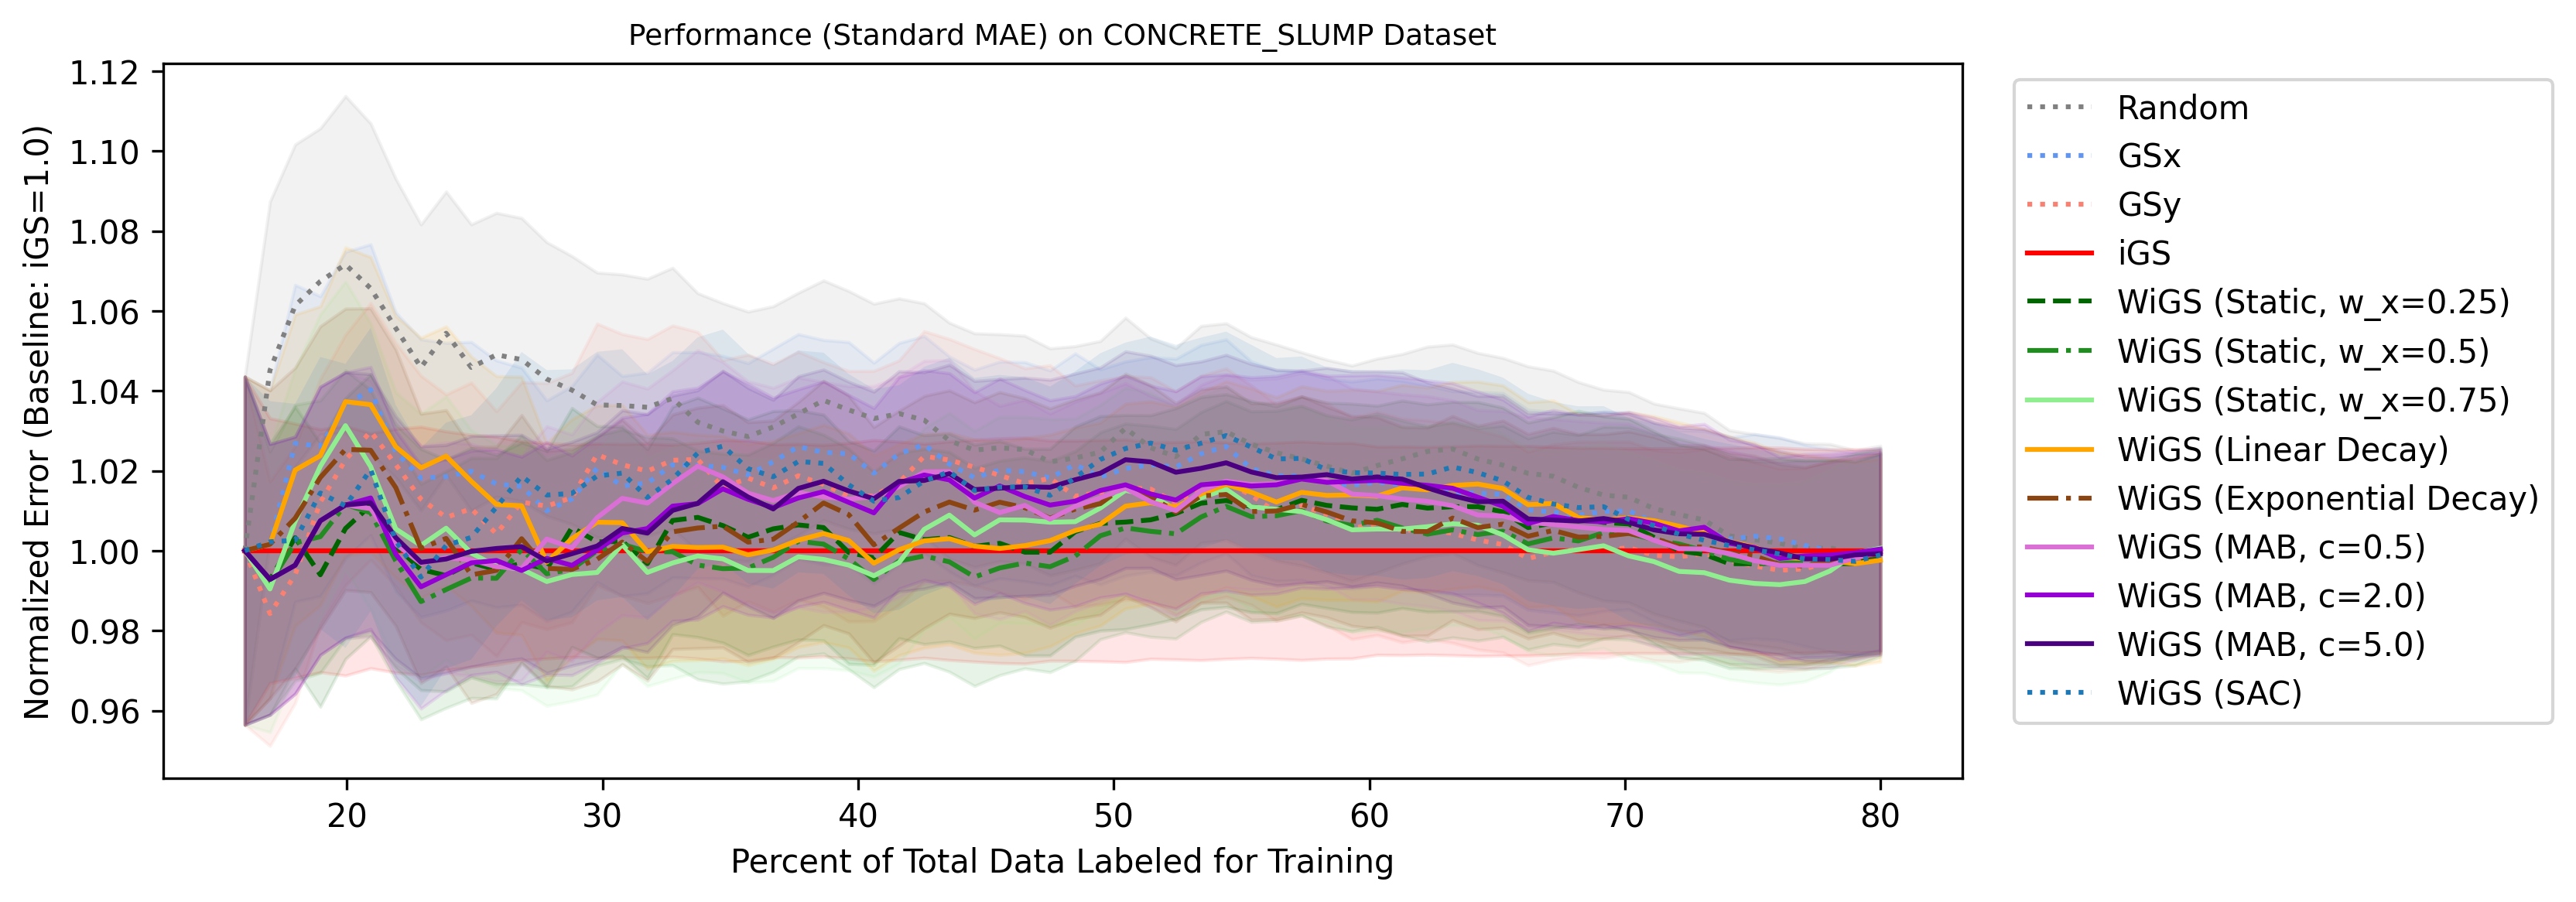 Performance (Standard MAE) on CONCRETE_SLUMP Dataset
Normalized Error (Baseline: iGS=1.0)
1.12
1.10
1.08
1.06
1.04
1.02
1.00
0.98
0.96
20 30 40 50 60 70 80
Percent of Total Data Labeled for Training
Random
GSx
GSy
iGS
WiGS (Static, w_x=0.25)
WiGS (Static, w_x=0.5)
WiGS (Static, w_x=0.75)
WiGS (Linear Decay)
WiGS (Exponential Decay)
WiGS (MAB, c=0.5)
WiGS (MAB, c=2.0)
WiGS (MAB, c=5.0)
WiGS (SAC)